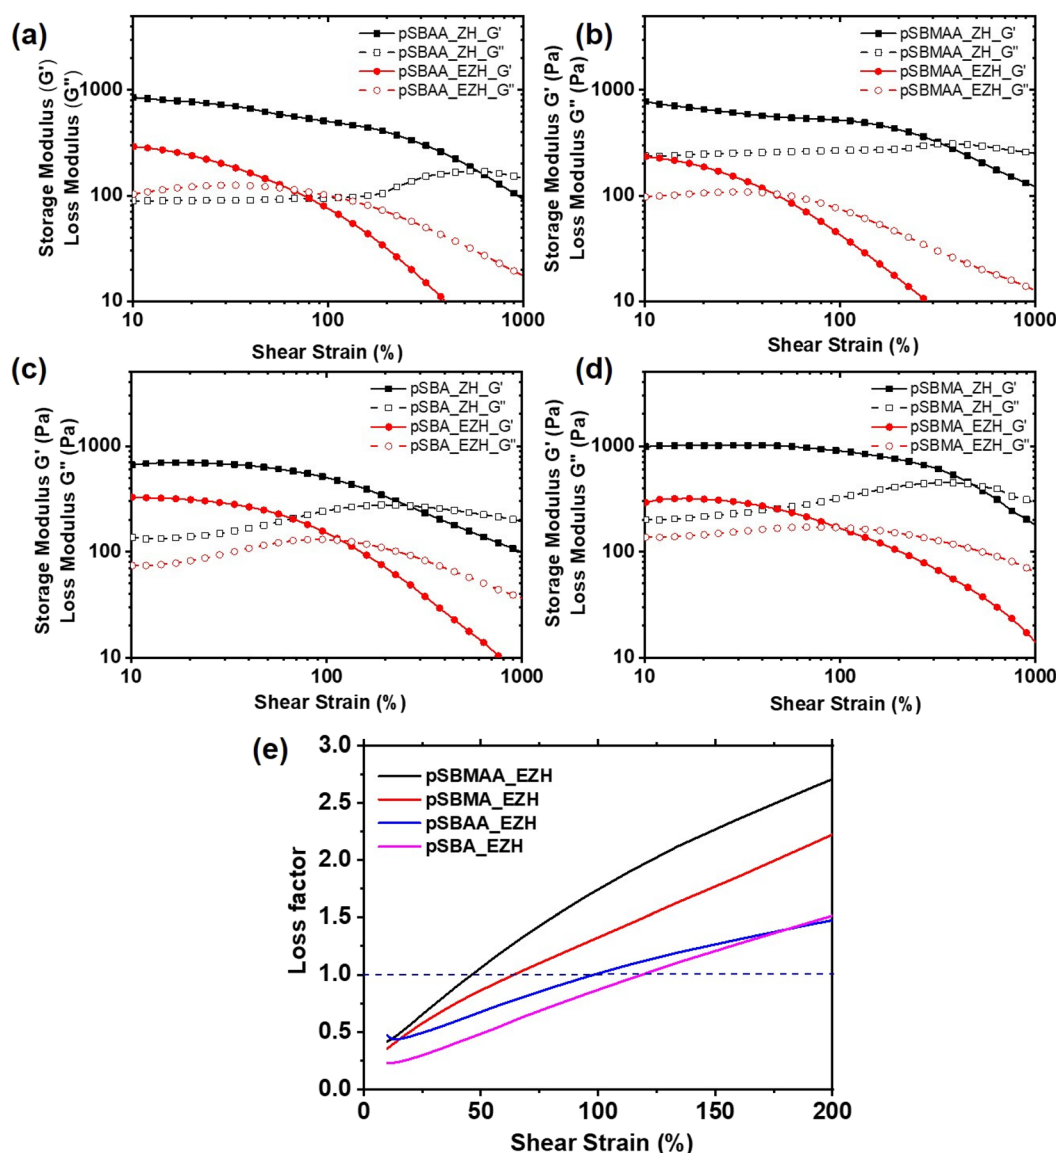 (a)
Storage Modulus (G')
Loss Modulus (G")
1000
100
10
pSBAA_ZH_G'
pSBAA_ZH_G"
pSBAA_EZH_G'
pSBAA_EZH_G"
10 100 1000
Shear Strain (%)
(b)
Storage Modulus G' (Pa)
Loss Modulus G" (Pa)
1000
100
10
pSBMAA_ZH_G'
pSBMAA_ZH_G"
pSBMAA_EZH_G'
pSBMAA_EZH_G"
10 100 1000
Shear Strain (%)
(c)
Storage Modulus G' (Pa)
Loss Modulus G" (Pa)
1000
100
10
pSBA_ZH_G'
pSBA_ZH_G"
pSBA_EZH_G'
pSBA_EZH_G"
10 100 1000
Shear Strain (%)
(d)
Storage Modulus G' (Pa)
Loss Modulus G" (Pa)
1000
100
10
pSBMA_ZH_G'
pSBMA_ZH_G"
pSBMA_EZH_G'
pSBMA_EZH_G"
10 100 1000
Shear Strain (%)
(e)
Loss factor
3.0
2.5
2.0
1.5
1.0
0.5
0.0
pSBMAA_EZH
pSBMA_EZH
pSBAA_EZH
pSBA_EZH
0 50 100 150 200
Shear Strain (%)